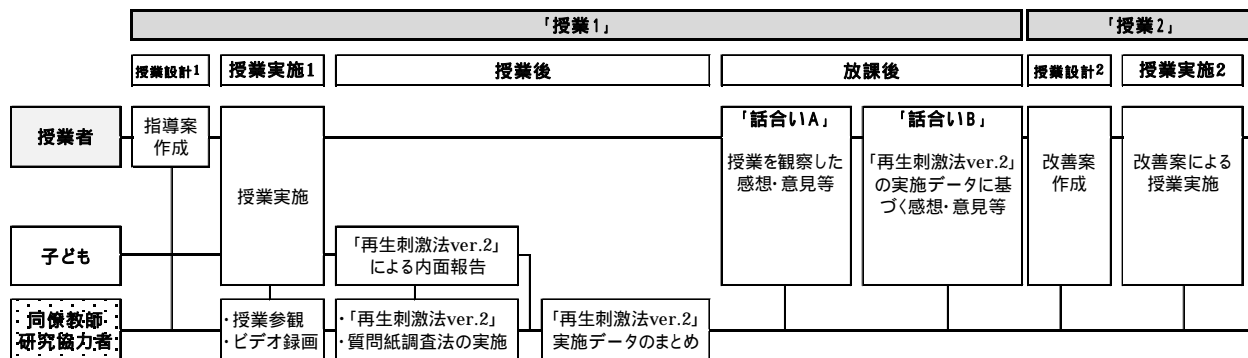 「授業1」
「授業2」
授業設計1
授業実施1
授業後
放課後
授業設計2
授業実施2
授業者
指導案
作成
授業実施
「話合いA」
授業を観察した
感想・意見等
「話合いB」
「再生刺激法ver.2」
の実施データに基
づく感想・意見等
改善案
作成
改善案による
授業実施
子ども
「再生刺激法ver.2」
による内面報告
同僚教師
研究協力者
・授業参観
・ビデオ録画
・「再生刺激法ver.2」
・質問紙調査法の実施
「再生刺激法ver.2」
実施データのまとめ